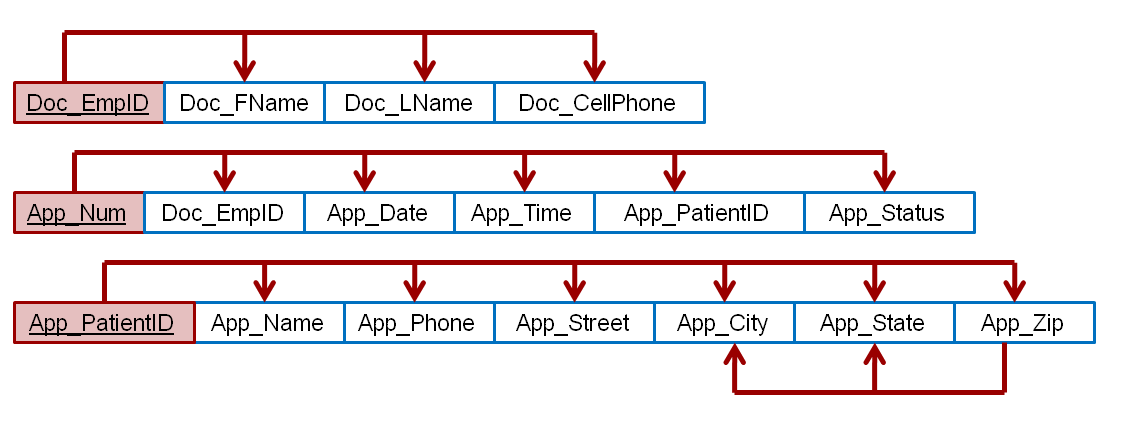 Doc_EmpID Doc_FName Doc_LName Doc_CellPhone
App_Num Doc_EmpID App_Date App_Time App_PatientID App_Status
App_PatientID App_Name App_Phone App_Street App_City App_State App_Zip